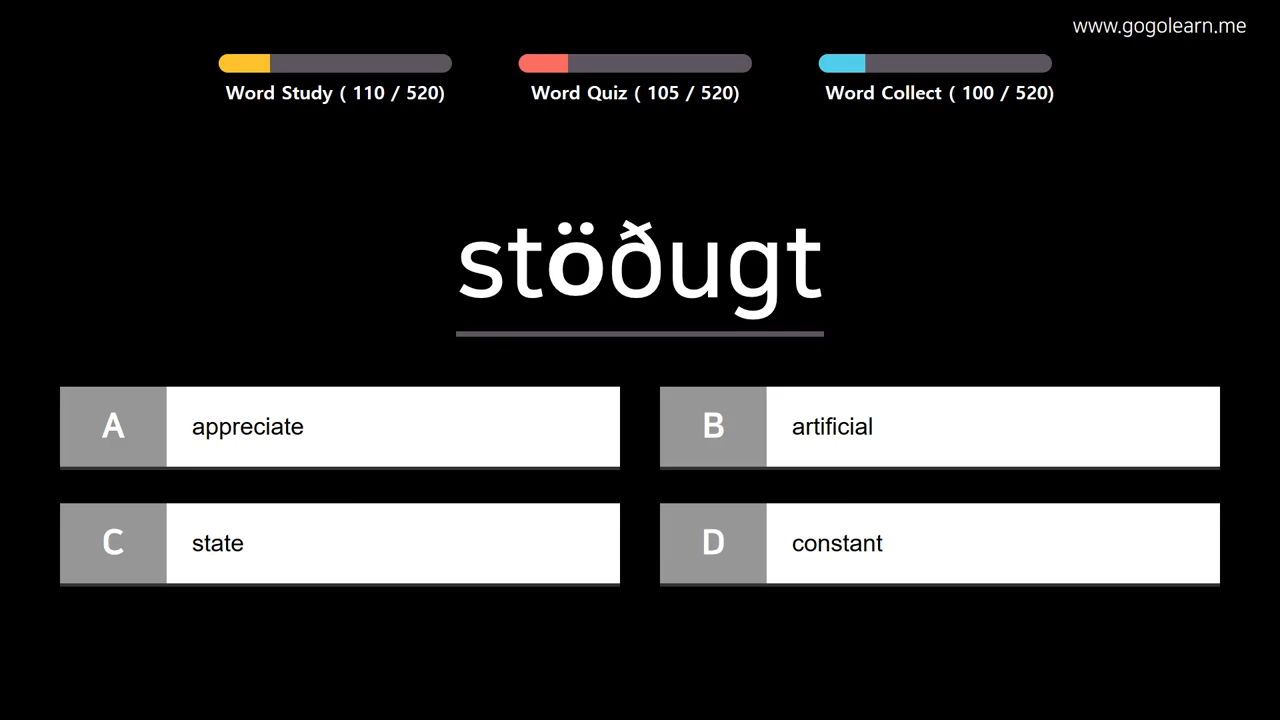 www.gogolearn.me
Word Study ( 110 / 520)
Word Quiz ( 105 / 520)
Word Collect ( 100 / 520)
stöðugt
A appreciate
B artificial
C state
D constant